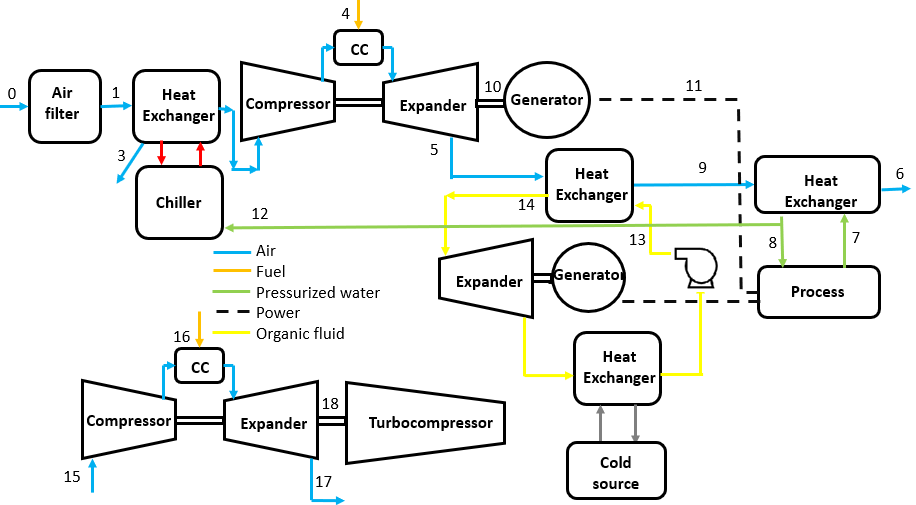 4
CC
0
Air
filter
1
Heat
Exchanger
Compressor
Expander
10
Generator
11
3
5
Chiller
Heat
Exchanger
9
Heat
Exchanger
6
14
12
13
8
7
Air
Fuel
Pressurized water
Power
Organic fluid
Expander
Generator
Process
16
CC
Heat
Exchanger
Compressor
Expander
18
Turbocompressor
15
17
Cold
source